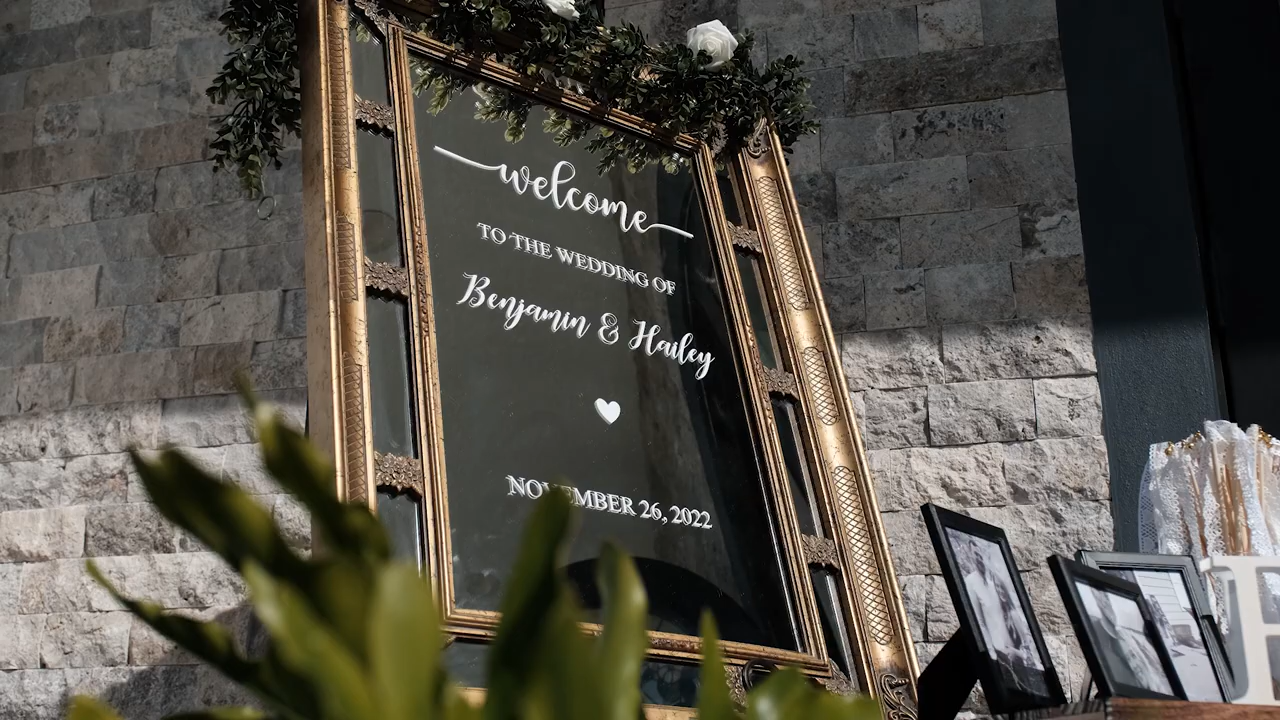 welcome
TO THE WEDDING OF
Benjamin & Hailey
NOVEMBER 26, 2022